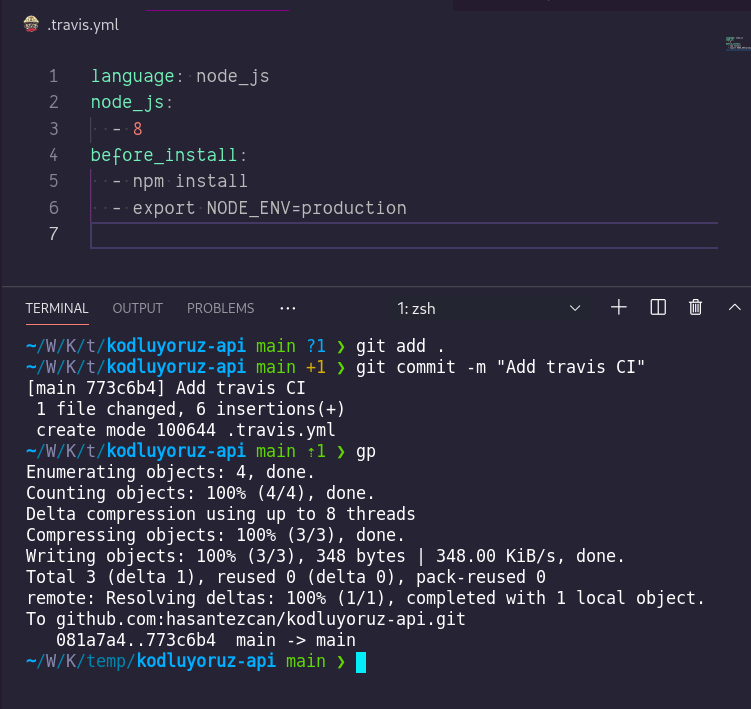 .travis.yml
1 language: node_js
2 node_js:
3   - 8
4 before_install:
5   - npm install
6   - export NODE_ENV=production
7
TERMINAL OUTPUT PROBLEMS ··· 1: zsh
~/W/K/t/kodluyoruz-api main ?1 ❯ git add .
~/W/K/t/kodluyoruz-api main +1 ❯ git commit -m "Add travis CI"
[main 773c6b4] Add travis CI
 1 file changed, 6 insertions(+)
 create mode 100644 .travis.yml
~/W/K/t/kodluyoruz-api main ⇡1 ❯ gp
Enumerating objects: 4, done.
Counting objects: 100% (4/4), done.
Delta compression using up to 8 threads
Compressing objects: 100% (3/3), done.
Writing objects: 100% (3/3), 348 bytes | 348.00 KiB/s, done.
Total 3 (delta 1), reused 0 (delta 0), pack-reused 0
remote: Resolving deltas: 100% (1/1), completed with 1 local object.
To github.com:hasantezcan/kodluyoruz-api.git
   081a7a4..773c6b4  main -> main
~/W/K/temp/kodluyoruz-api main ❯